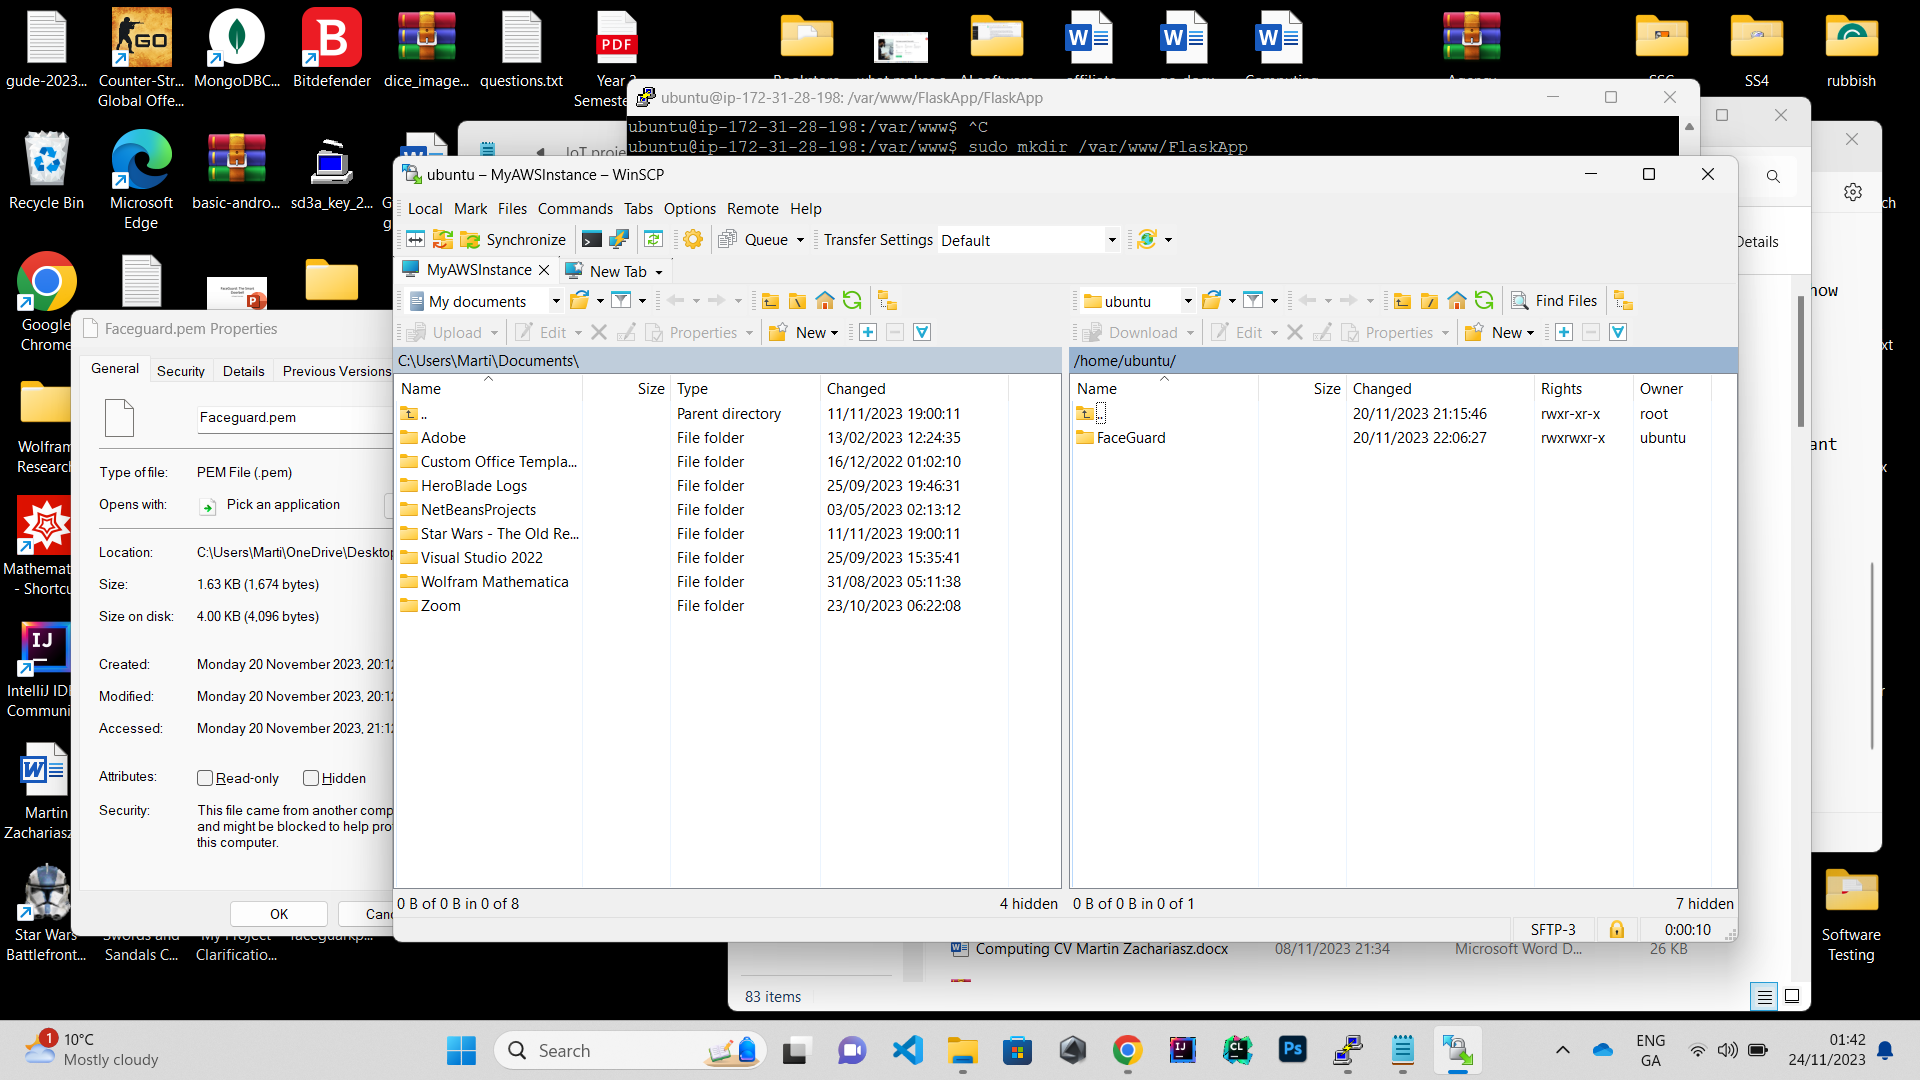 gude-2023...
Counter-Str...
Global Offe...
MongoDBC...
Bitdefender
dice_image...
questions.txt
PDF
Year 2
Semeste
affiliate
SS4
rubbish
Recycle Bin
Microsoft
Edge
basic-andro...
sd3a_key_2...
Google
Chrome
Wolfram
Research
Mathemat
- Shortcu
IntelliJ IDE
Communi
Martin
Zacharias
Star Wars
Battlefront...
Swords and
Sandals C...
My Project
Clarificatio...
faceguardkp...
Software
Testing
ubuntu@ip-172-31-28-198: /var/www/FlaskApp/FlaskApp
ubuntu@ip-172-31-28-198:/var/www$ ^C
ubuntu@ip-172-31-28-198:/var/www$ sudo mkdir /var/www/FlaskApp
IoT proje
Details
now
xt
ant
ch
Faceguard.pem Properties
General
Security
Details
Previous Versions
Faceguard.pem
Type of file: PEM File (.pem)
Opens with: Pick an application
Location: C:\Users\Marti\OneDrive\Desktop
Size: 1.63 KB (1,674 bytes)
Size on disk: 4.00 KB (4,096 bytes)
Created: Monday 20 November 2023, 20:12
Modified: Monday 20 November 2023, 20:12
Accessed: Monday 20 November 2023, 21:12
Attributes: Read-only Hidden
Security: This file came from another comp
and might be blocked to help pro
this computer.
OK
Canc
ubuntu – MyAWSInstance – WinSCP
Local Mark Files Commands Tabs Options Remote Help
Synchronize Queue Transfer Settings Default
MyAWSInstance New Tab
My documents
Upload Edit Properties New
C:\Users\Marti\Documents\
Name Size Type Changed
.. Parent directory 11/11/2023 19:00:11
Adobe File folder 13/02/2023 12:24:35
Custom Office Templa... File folder 16/12/2022 01:02:10
HeroBlade Logs File folder 25/09/2023 19:46:31
NetBeansProjects File folder 03/05/2023 02:13:12
Star Wars - The Old Re... File folder 11/11/2023 19:00:11
Visual Studio 2022 File folder 25/09/2023 15:35:41
Wolfram Mathematica File folder 31/08/2023 05:11:38
Zoom File folder 23/10/2023 06:22:08
0 B of 0 B in 0 of 8 4 hidden
ubuntu Find Files
Download Edit Properties New
/home/ubuntu/
Name Size Changed Rights Owner
.. 20/11/2023 21:15:46 rwxr-xr-x root
FaceGuard 20/11/2023 22:06:27 rwxrwxr-x ubuntu
0 B of 0 B in 0 of 1 7 hidden
SFTP-3 0:00:10
Computing CV Martin Zachariasz.docx 08/11/2023 21:34 Microsoft Word D... 26 KB
83 items
1
10°C
Mostly cloudy
Search
ENG
GA
01:42
24/11/2023